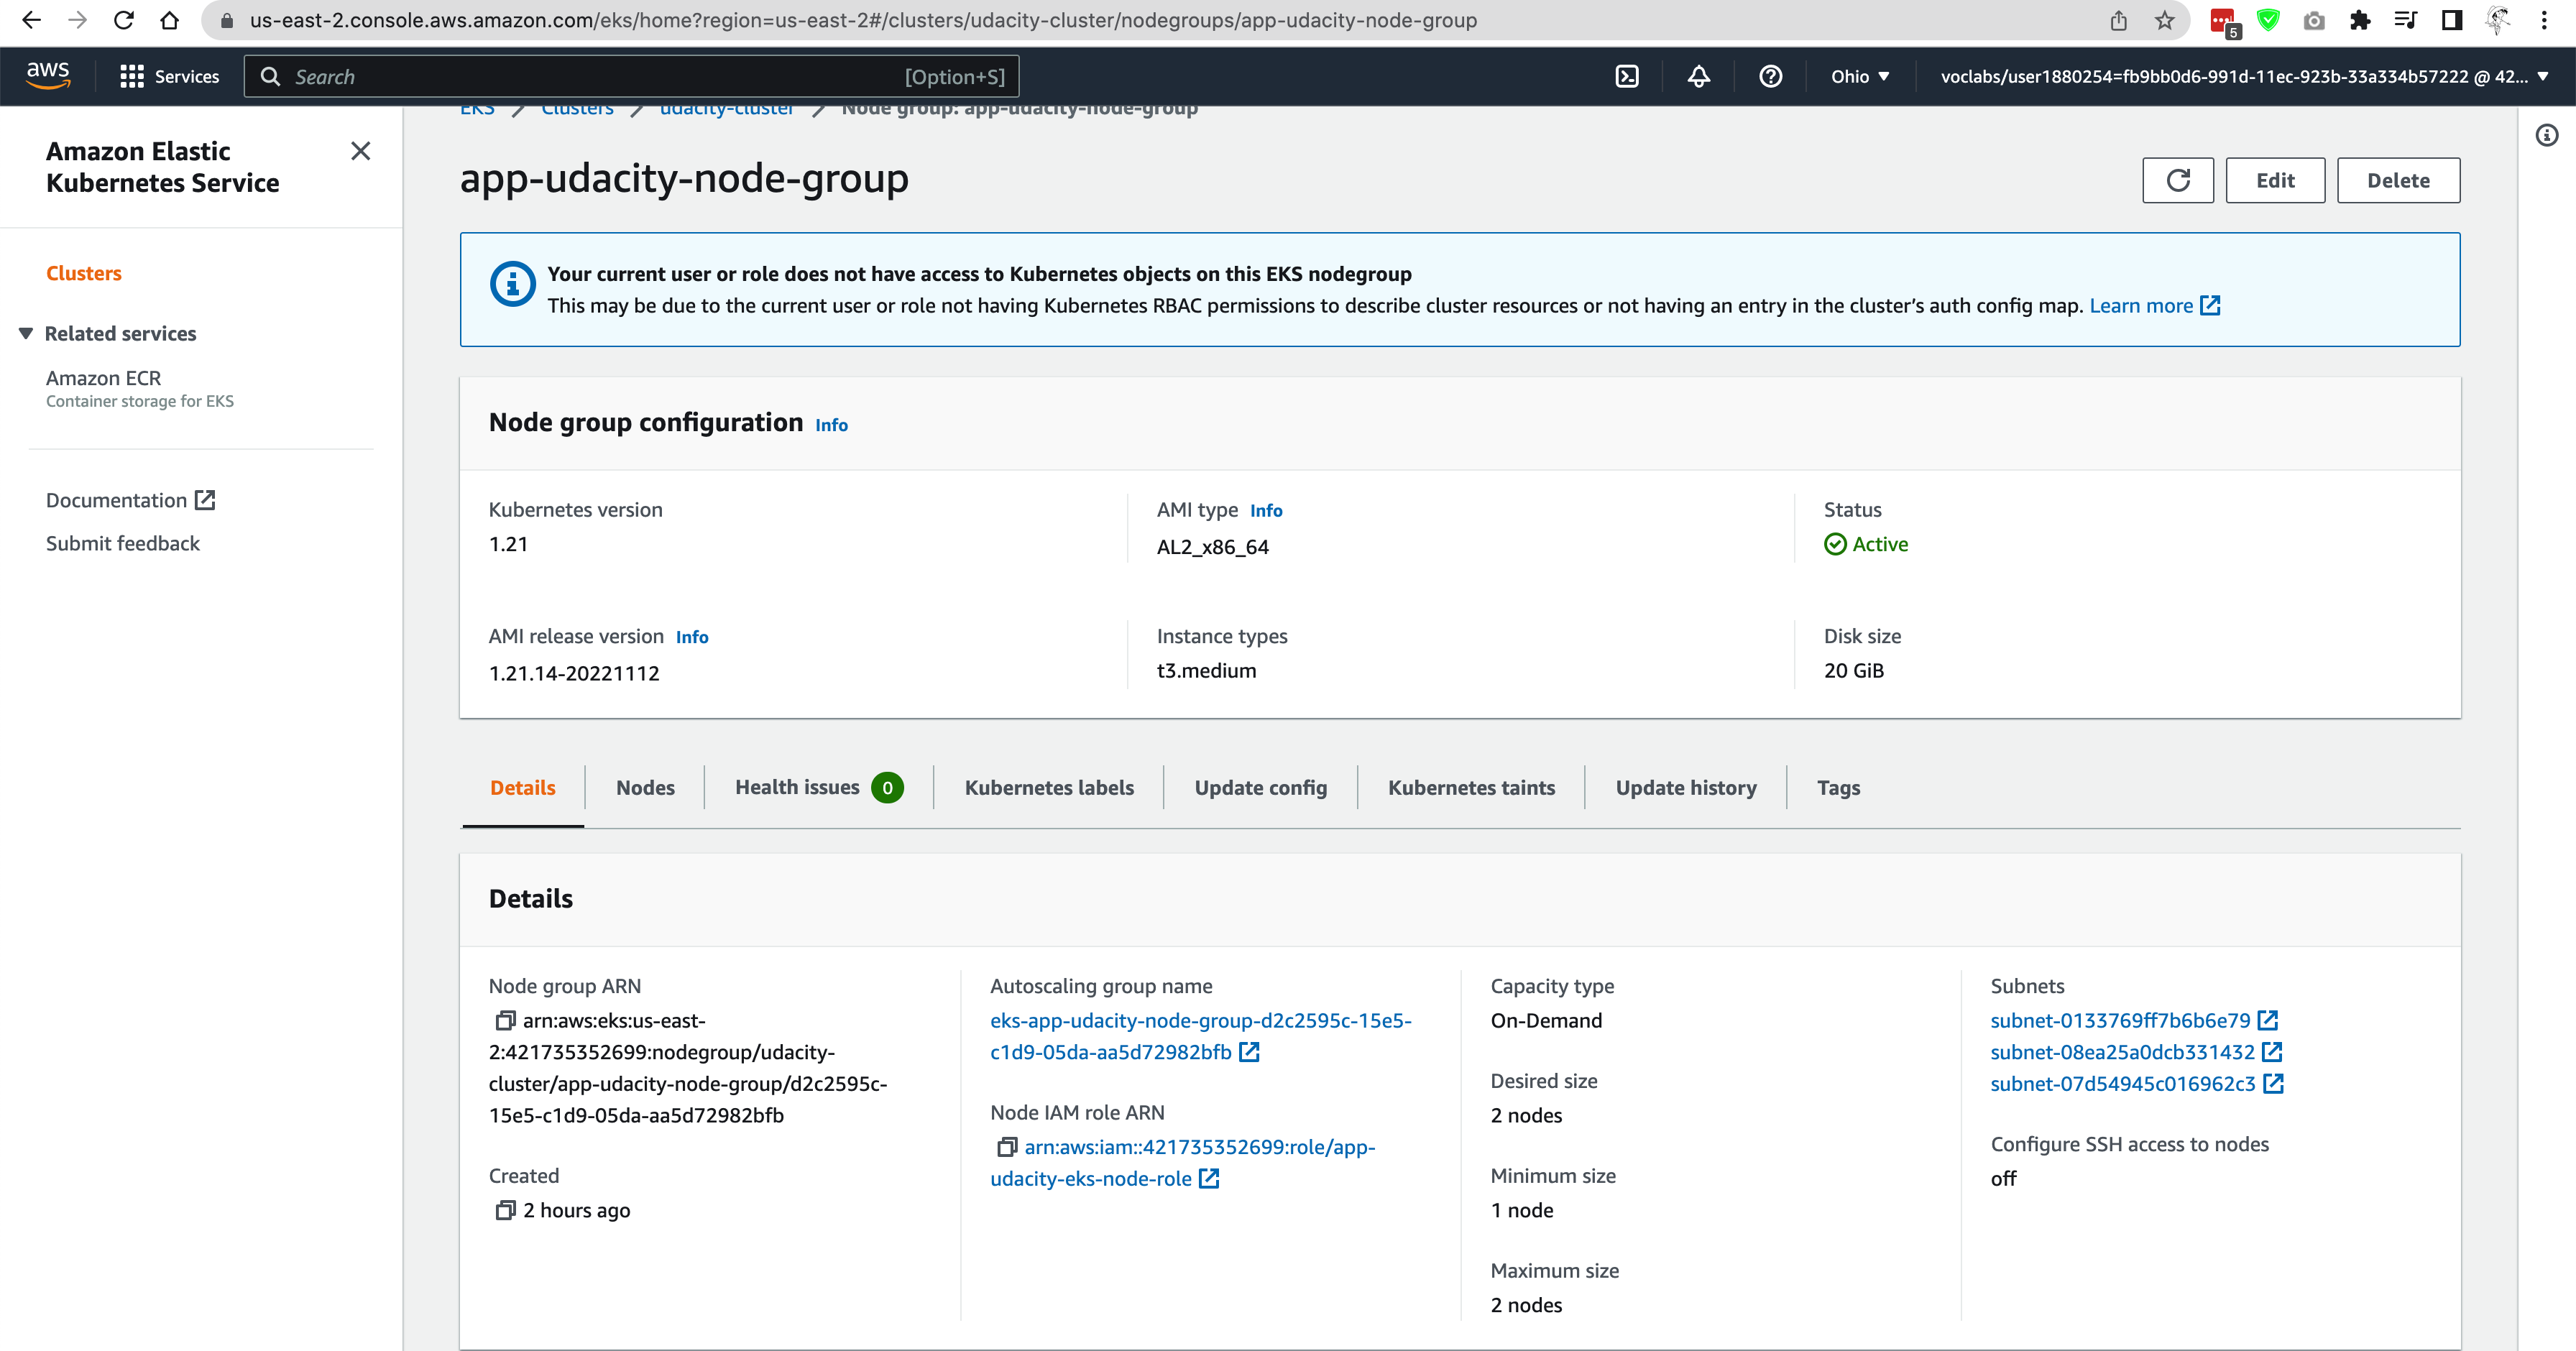 us-east-2.console.aws.amazon.com/eks/home?region=us-east-2#/clusters/udacity-cluster/nodegroups/app-udacity-node-group
5
aws
Services
Search
[Option+S]
Ohio ▼
voclabs/user1880254=fb9bb0d6-991d-11ec-923b-33a334b57222 @ 42... ▼
EKS
Clusters
udacity-cluster
Node group: app-udacity-node-group
Amazon Elastic
Kubernetes Service
Clusters
Related services
Amazon ECR
Container storage for EKS
Documentation
Submit feedback
app-udacity-node-group
Edit
Delete
Your current user or role does not have access to Kubernetes objects on this EKS nodegroup
This may be due to the current user or role not having Kubernetes RBAC permissions to describe cluster resources or not having an entry in the cluster's auth config map. Learn more
Node group configuration Info
Kubernetes version
1.21
AMI type Info
AL2_x86_64
Status
Active
AMI release version Info
1.21.14-20221112
Instance types
t3.medium
Disk size
20 GiB
Details
Nodes
Health issues 0
Kubernetes labels
Update config
Kubernetes taints
Update history
Tags
Details
Node group ARN
arn:aws:eks:us-east-
2:421735352699:nodegroup/udacity-
cluster/app-udacity-node-group/d2c2595c-
15e5-c1d9-05da-aa5d72982bfb
Created
2 hours ago
Autoscaling group name
eks-app-udacity-node-group-d2c2595c-15e5-
c1d9-05da-aa5d72982bfb
Node IAM role ARN
arn:aws:iam::421735352699:role/app-
udacity-eks-node-role
Capacity type
On-Demand
Desired size
2 nodes
Minimum size
1 node
Maximum size
2 nodes
Subnets
subnet-0133769ff7b6b6e79
subnet-08ea25a0dcb331432
subnet-07d54945c016962c3
Configure SSH access to nodes
off